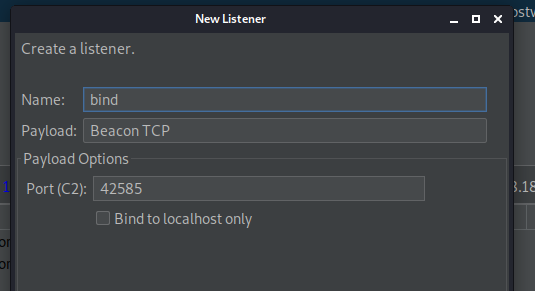 New Listener
Create a listener.
Name: bind
Payload: Beacon TCP
Payload Options
Port (C2): 42585
Bind to localhost only